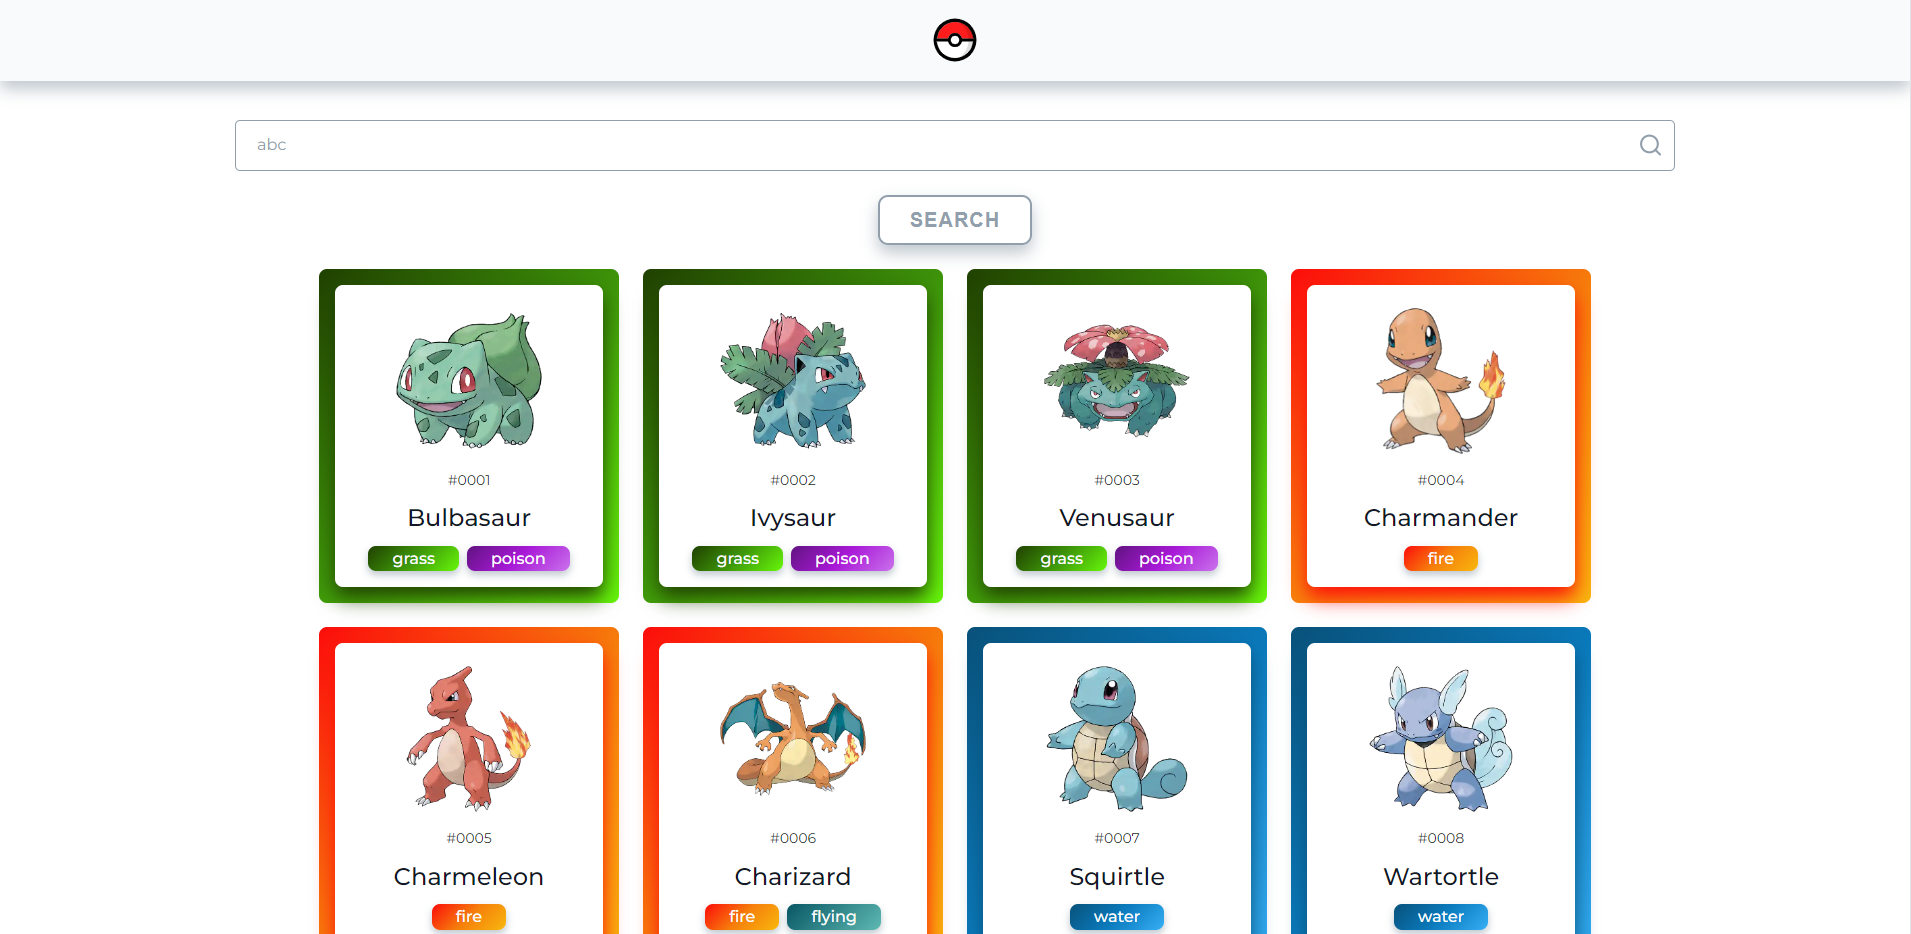 abc
SEARCH
#0001
Bulbasaur
grass poison
#0002
Ivysaur
grass poison
#0003
Venusaur
grass poison
#0004
Charmander
fire
#0005
Charmeleon
fire
#0006
Charizard
fire flying
#0007
Squirtle
water
#0008
Wartortle
water